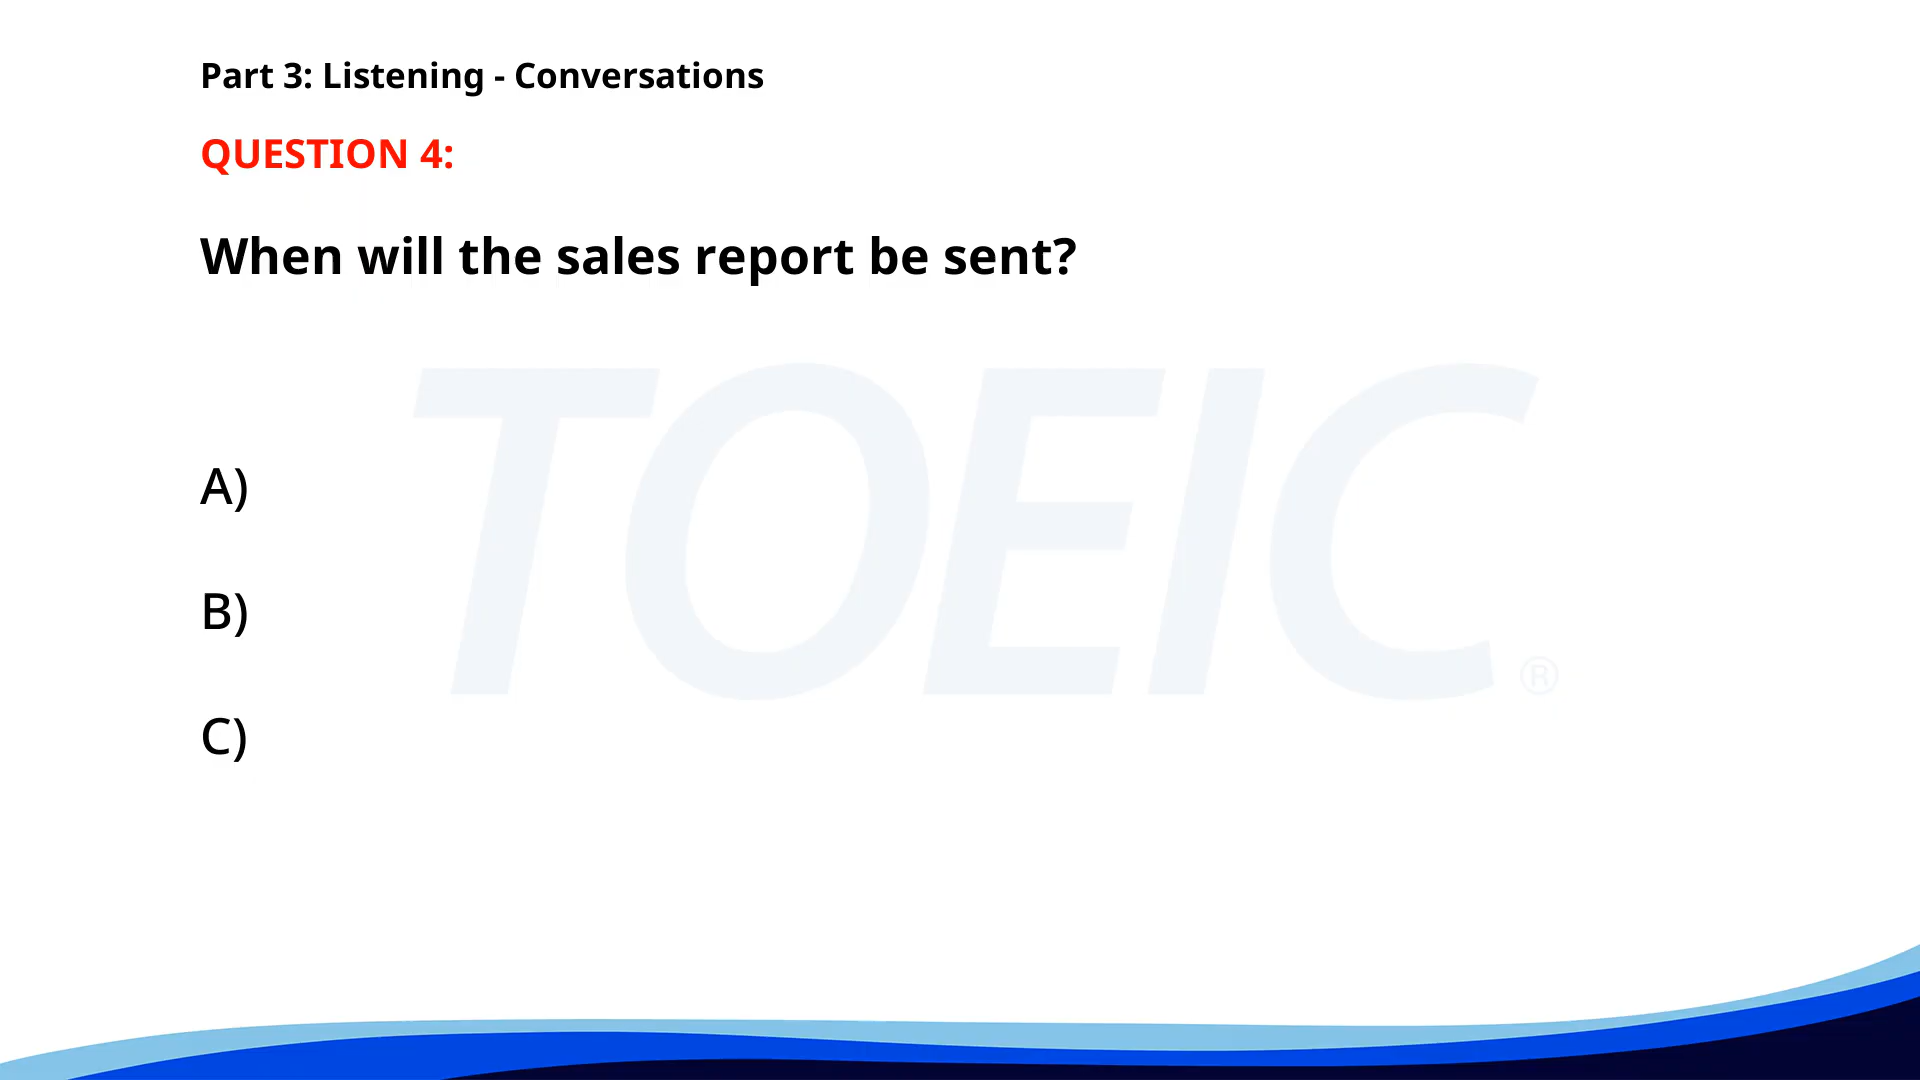 Part 3: Listening - Conversations
QUESTION 4:
When will the sales report be sent?
TOEIC®
A)
B)
C)